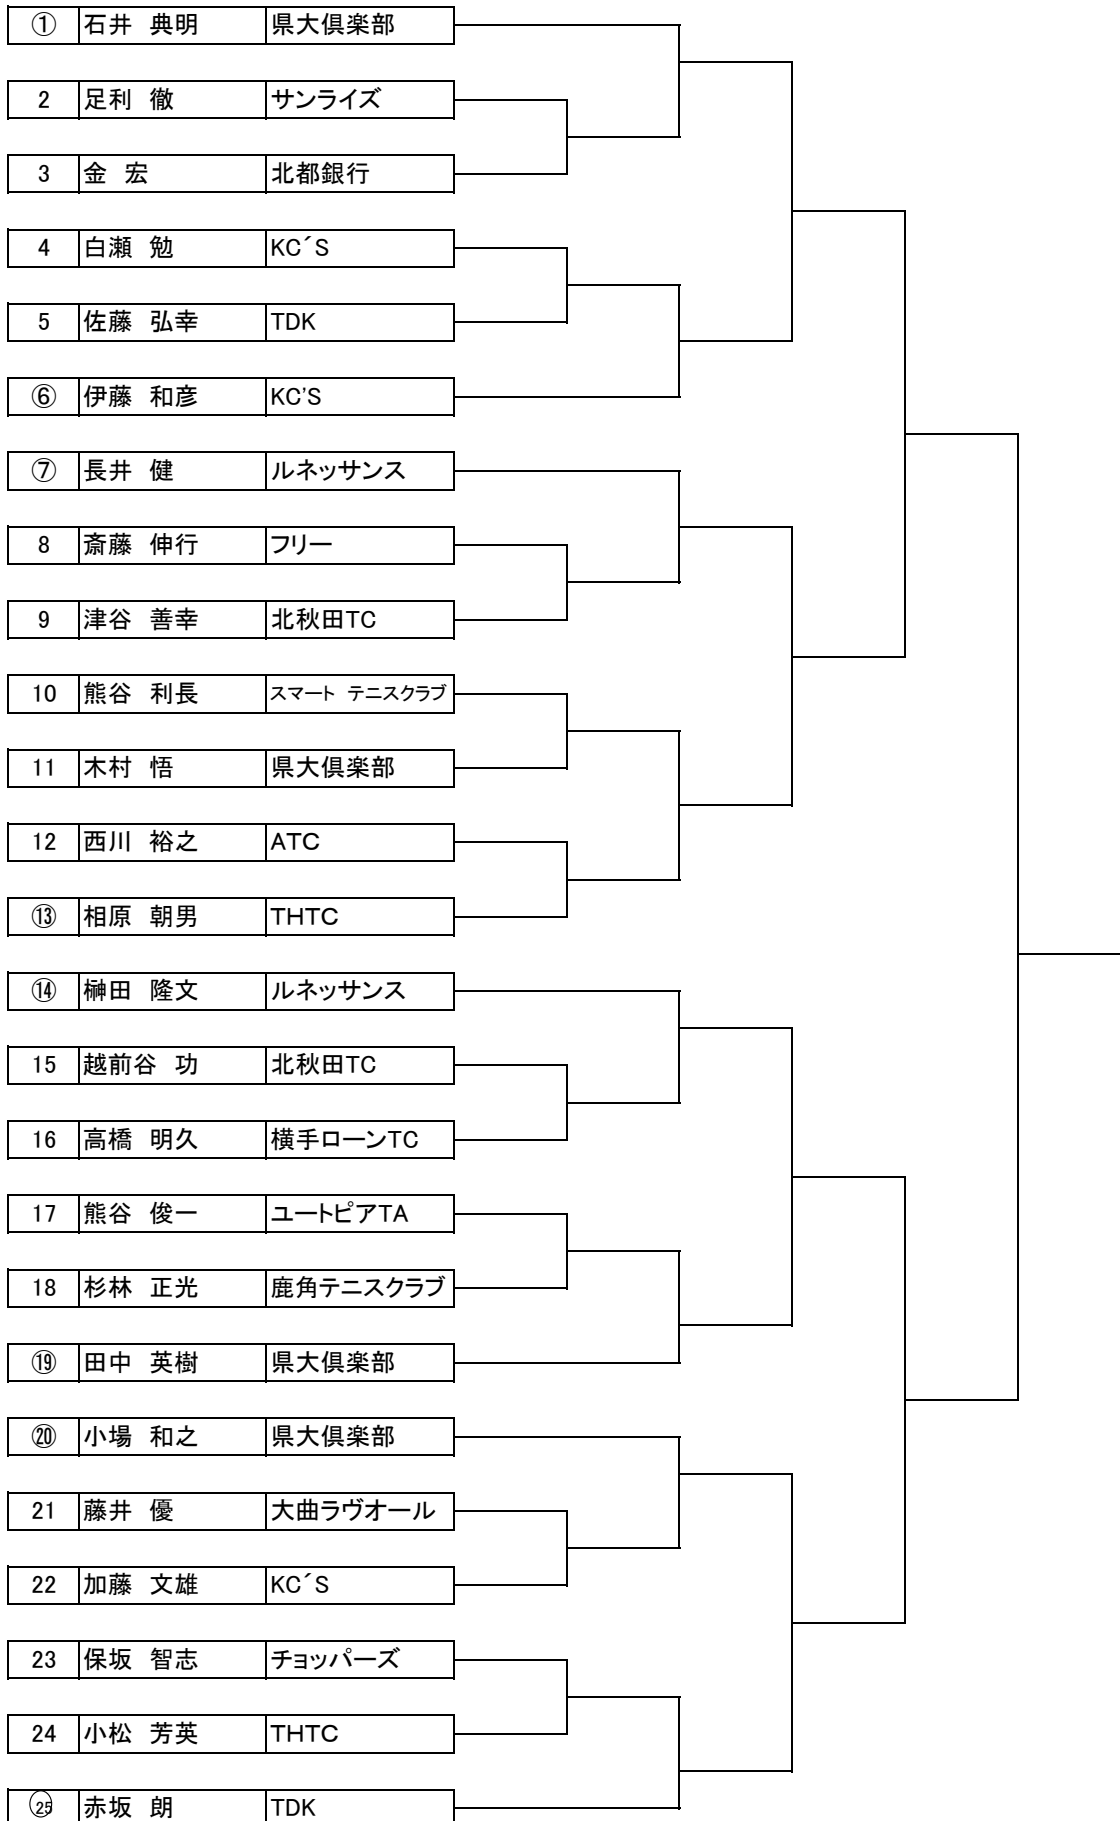 ① 石井 典明 県大倶楽部
2 足利 徹 サンライズ
3 金 宏 北都銀行
4 白瀬 勉 KC´S
5 佐藤 弘幸 TDK
⑥ 伊藤 和彦 KC'S
⑦ 長井 健 ルネッサンス
8 斎藤 伸行 フリー
9 津谷 善幸 北秋田TC
10 熊谷 利長 スマート テニスクラブ
11 木村 悟 県大倶楽部
12 西川 裕之 ATC
⑬ 相原 朝男 THTC
⑭ 榊田 隆文 ルネッサンス
15 越前谷 功 北秋田TC
16 高橋 明久 横手ローンTC
17 熊谷 俊一 ユートピアTA
18 杉林 正光 鹿角テニスクラブ
⑲ 田中 英樹 県大倶楽部
⑳ 小場 和之 県大倶楽部
21 藤井 優 大曲ラヴオール
22 加藤 文雄 KC´S
23 保坂 智志 チョッパーズ
24 小松 芳英 THTC
㉕ 赤坂 朗 TDK